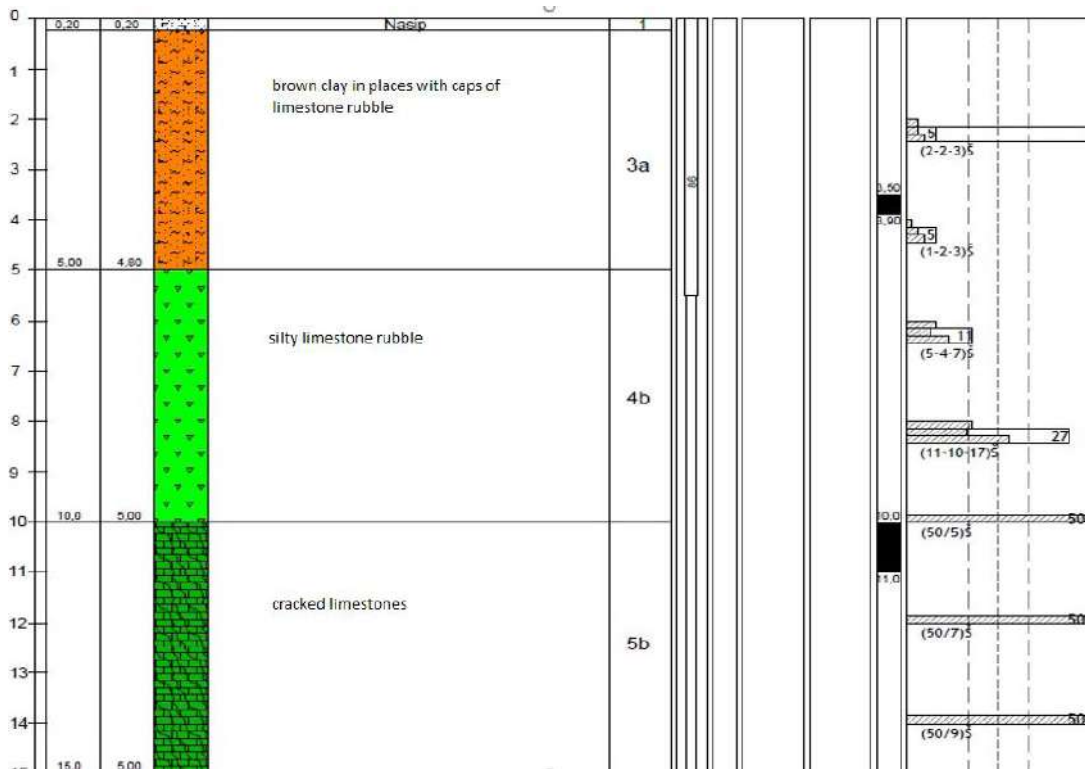 0
0,20 0,20 Nasip 1
1
brown clay in places with caps of
limestone rubble
2
5
(2-2-3)Š
3
3a
86
3,50
3,90
4
5
(1-2-3)Š
5
5,00 4,80
6
silty limestone rubble
11
(5-4-7)Š
7
4b
8
27
(11-10-17)Š
9
10
10,0 5,00
10,0
50
(50/5)Š
11
11,0
cracked limestones
12
50
(50/7)Š
5b
13
14
50
(50/9)Š
15,0 5,00